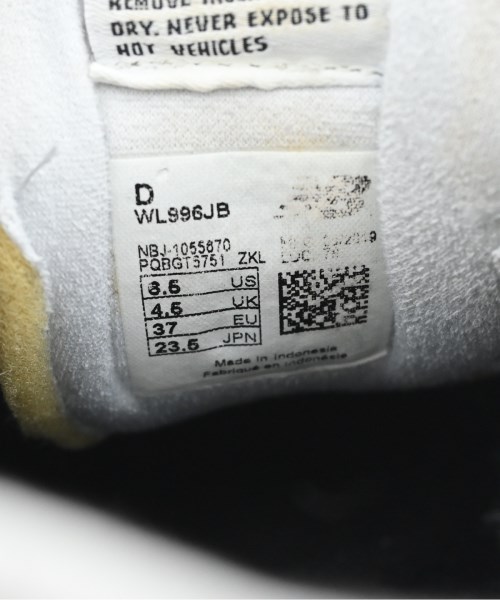 DRY. NEVER EXPOSE TO
HOT VEHICLES
D
WL996JB
NBJ-1055870
PQBGT3751 ZKL
6.5 US
4.5 UK
37 EU
23.5 JPN
Made in Indonesia
Fabriqué en indonésie